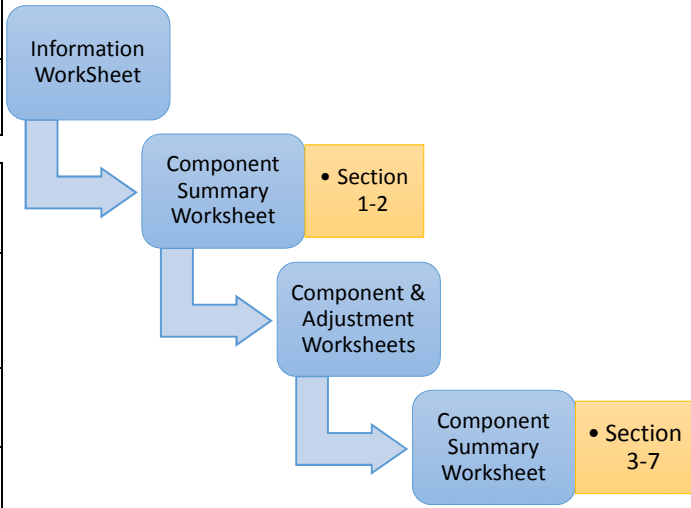 Information
WorkSheet
Component
Summary
Worksheet
• Section
1-2
Component &
Adjustment
Worksheets
Component
Summary
Worksheet
• Section
3-7